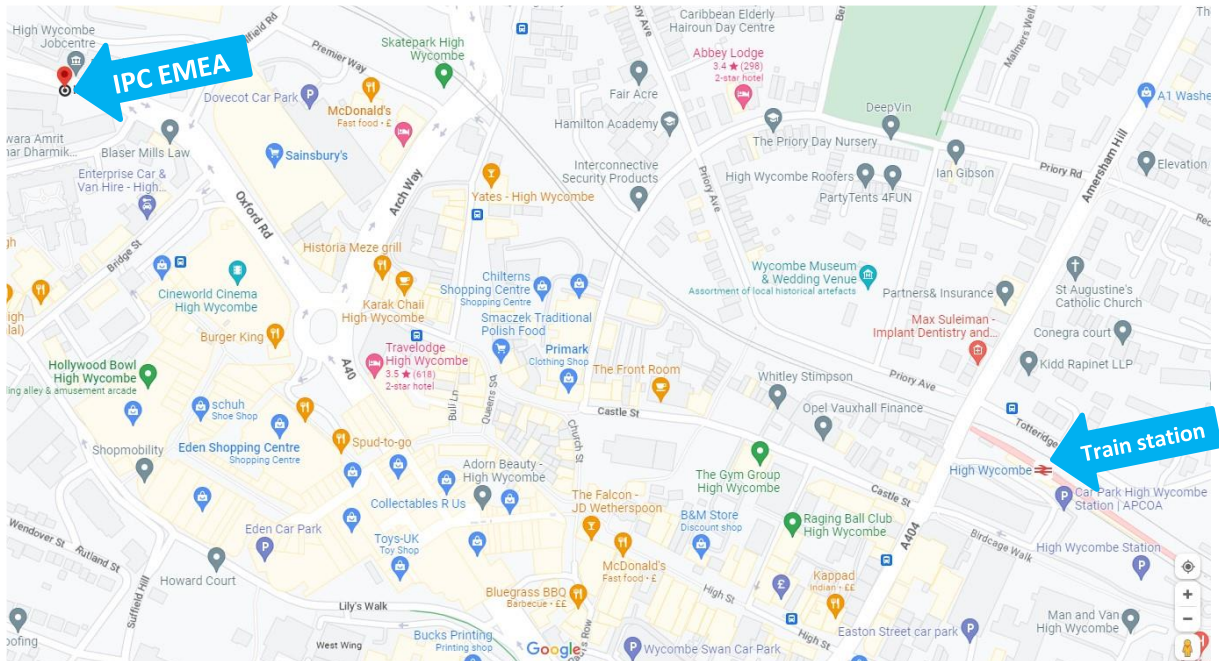 High Wycombe
Jobcentre
IPC EMEA
Premier Way
Skatepark High
Wycombe
Dovecot Car Park
McDonald's
Fast food · £
Blaser Mills Law
Sainsbury's
Enterprise Car &
Van Hire - High...
Oxford Rd
Arch Way
Yates - High Wycombe
Bridge St
Historia Meze grill
Cineworld Cinema
High Wycombe
Karak Chaii
High Wycombe
Burger King
A40
Travelodge
High Wycombe
3.5 ★ (618)
2-star hotel
Chilterns
Shopping Centre
Shopping Centre
Smaczek Traditional
Polish Food
Primark
Clothing Shop
The Front Room
Hollywood Bowl
High Wycombe
ling alley & amusement arcade
schuh
Shoe Shop
Bull Ln
Queens Sq
Castle St
Church St
Eden Shopping Centre
Shopping Centre
Spud-to-go
Shopmobility
Adorn Beauty -
High Wycombe
Collectables R Us
Eden Car Park
Toys-UK
Toy Shop
The Falcon -
JD Wetherspoon
McDonald's
Fast food · £
Bluegrass BBQ
Barbecue · ££
Wendover St
Rutland St
Howard Court
Suffield Hill
Lily's Walk
West Wing
Bucks Printing
Printing shop
Google
Wycombe Swan Car Park
Caribbean Elderly
Hairoun Day Centre
Abbey Lodge
3.4 ★ (298)
2-star hotel
Fair Acre
Hamilton Academy
Interconnective
Security Products
Priory Ave
The Priory Day Nursery
DeepVin
High Wycombe Roofers
PartyTents 4FUN
Ian Gibson
Priory Rd
Malmers Well
A1 Washe
Elevation
Amersham Hill
Wycombe Museum
& Wedding Venue
Assortment of local historical artefacts
Partners& Insurance
St Augustine's
Catholic Church
Max Suleiman -
Implant Dentistry and...
Conegra court
Kidd Rapinet LLP
Whitley Stimpson
Priory Ave
Opel Vauxhall Finance
Totteridge
Train station
High Wycombe
The Gym Group
High Wycombe
Castle St
Car Park High Wycombe
Station | APCOA
B&M Store
Discount shop
Raging Ball Club
High Wycombe
A404
Birdcage Walk
High Wycombe Station
Kappad
Indian · ££
High St
High St
Easton Street car park
Man and Van
High Wycombe